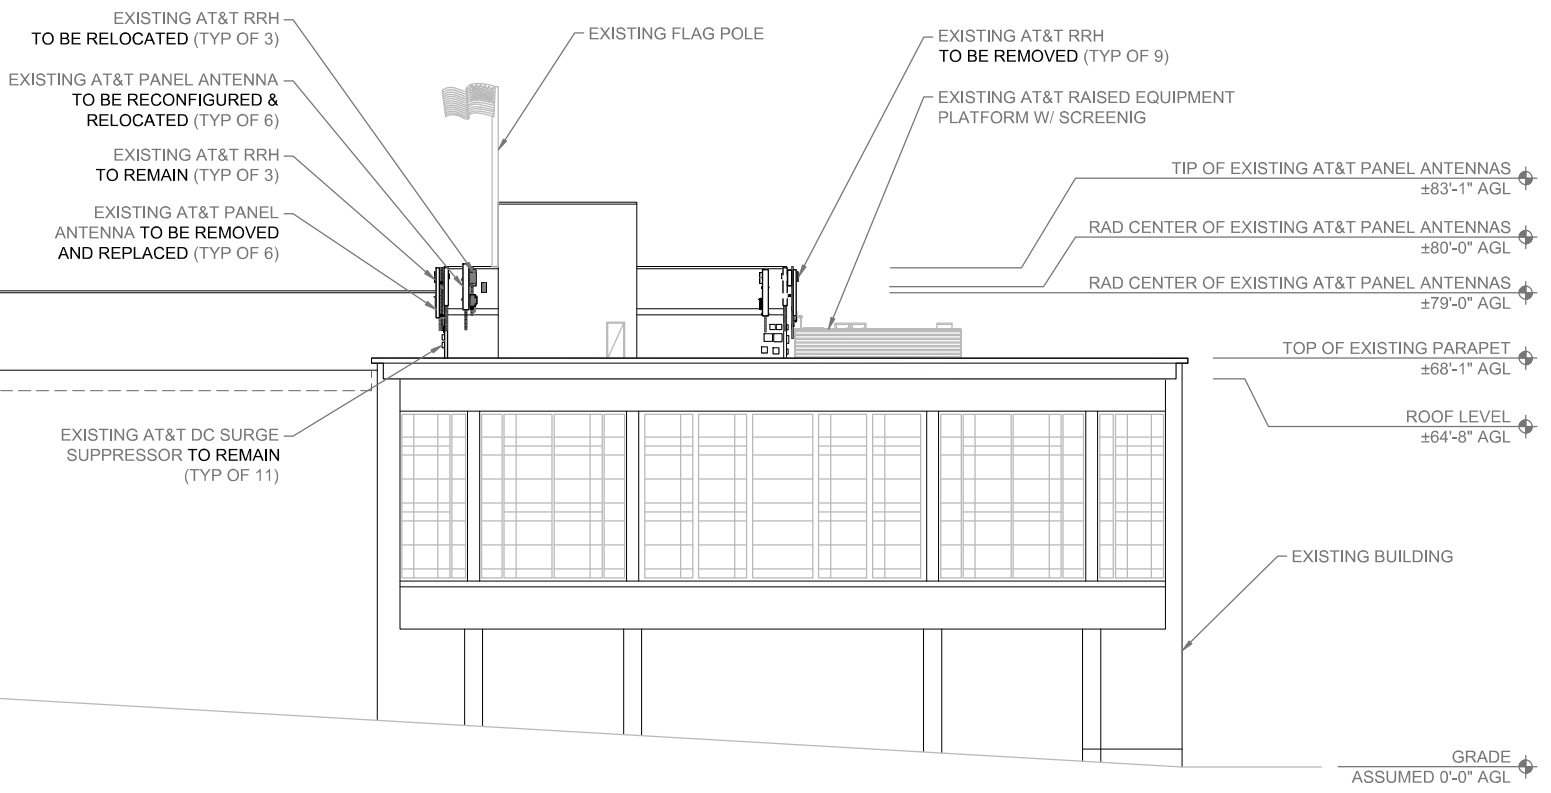 EXISTING AT&T RRH
TO BE RELOCATED (TYP OF 3)
EXISTING AT&T PANEL ANTENNA
TO BE RECONFIGURED &
RELOCATED (TYP OF 6)
EXISTING AT&T RRH
TO REMAIN (TYP OF 3)
EXISTING AT&T PANEL
ANTENNA TO BE REMOVED
AND REPLACED (TYP OF 6)
EXISTING AT&T DC SURGE
SUPPRESSOR TO REMAIN
(TYP OF 11)
EXISTING FLAG POLE
EXISTING AT&T RRH
TO BE REMOVED (TYP OF 9)
EXISTING AT&T RAISED EQUIPMENT
PLATFORM W/ SCREENIG
TIP OF EXISTING AT&T PANEL ANTENNAS
±83'-1" AGL
RAD CENTER OF EXISTING AT&T PANEL ANTENNAS
±80'-0" AGL
RAD CENTER OF EXISTING AT&T PANEL ANTENNAS
±79'-0" AGL
TOP OF EXISTING PARAPET
±68'-1" AGL
ROOF LEVEL
±64'-8" AGL
EXISTING BUILDING
GRADE
ASSUMED 0'-0" AGL